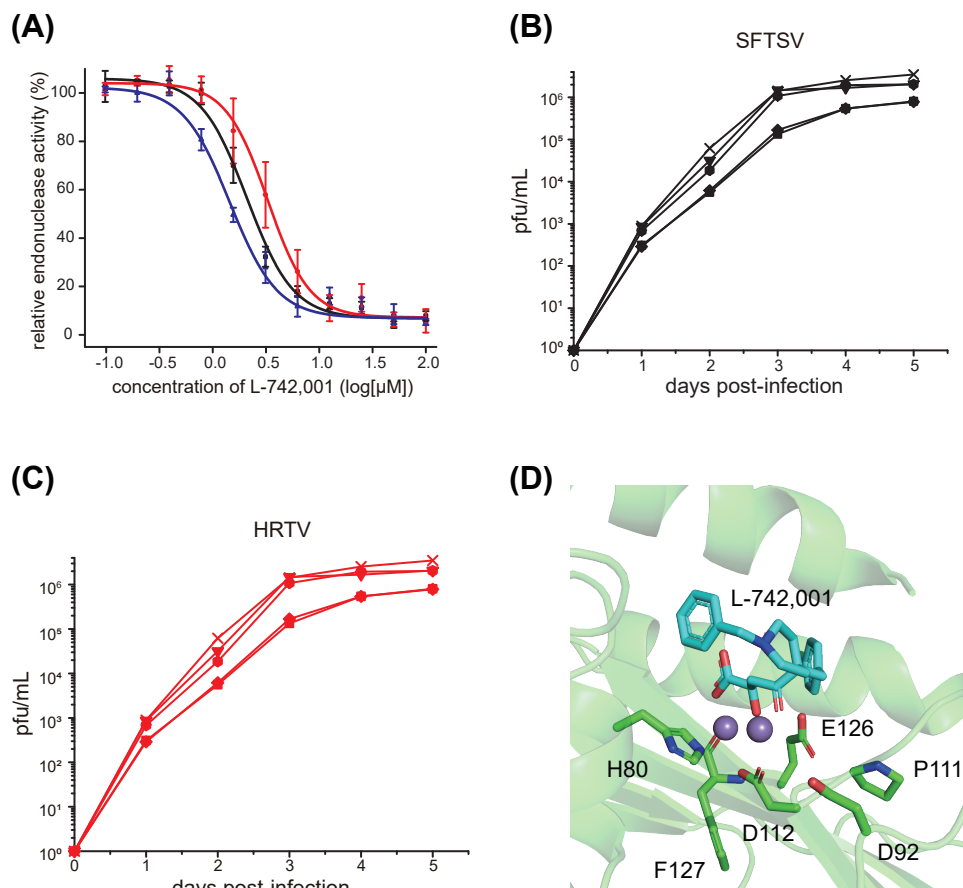 (A)
relative endonuclease activity (%)
100
80
60
40
20
0
-1.0 -0.5 0.0 0.5 1.0 1.5 2.0
concentration of L-742,001 (log[µM])
(B)
SFTSV
pfu/mL
10⁶
10⁵
10⁴
10³
10²
10¹
10⁰
0 1 2 3 4 5
days post-infection
(C)
HRTV
pfu/mL
10⁶
10⁵
10⁴
10³
10²
10¹
10⁰
0 1 2 3 4 5
days post-infection
(D)
L-742,001
E126
H80
P111
D112
D92
F127